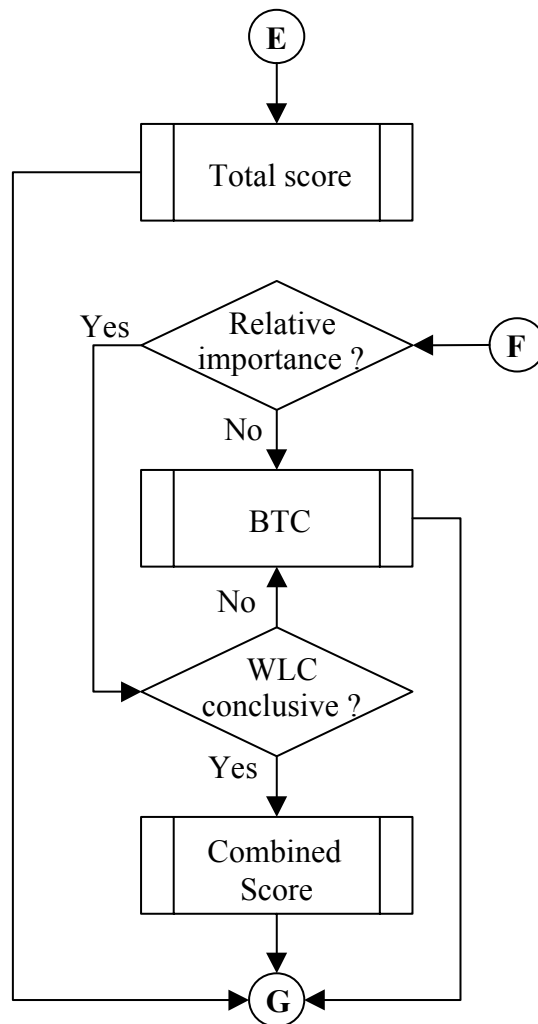 E
Total score
Yes
Relative
importance ?
F
No
BTC
No
WLC
conclusive ?
Yes
Combined
Score
G